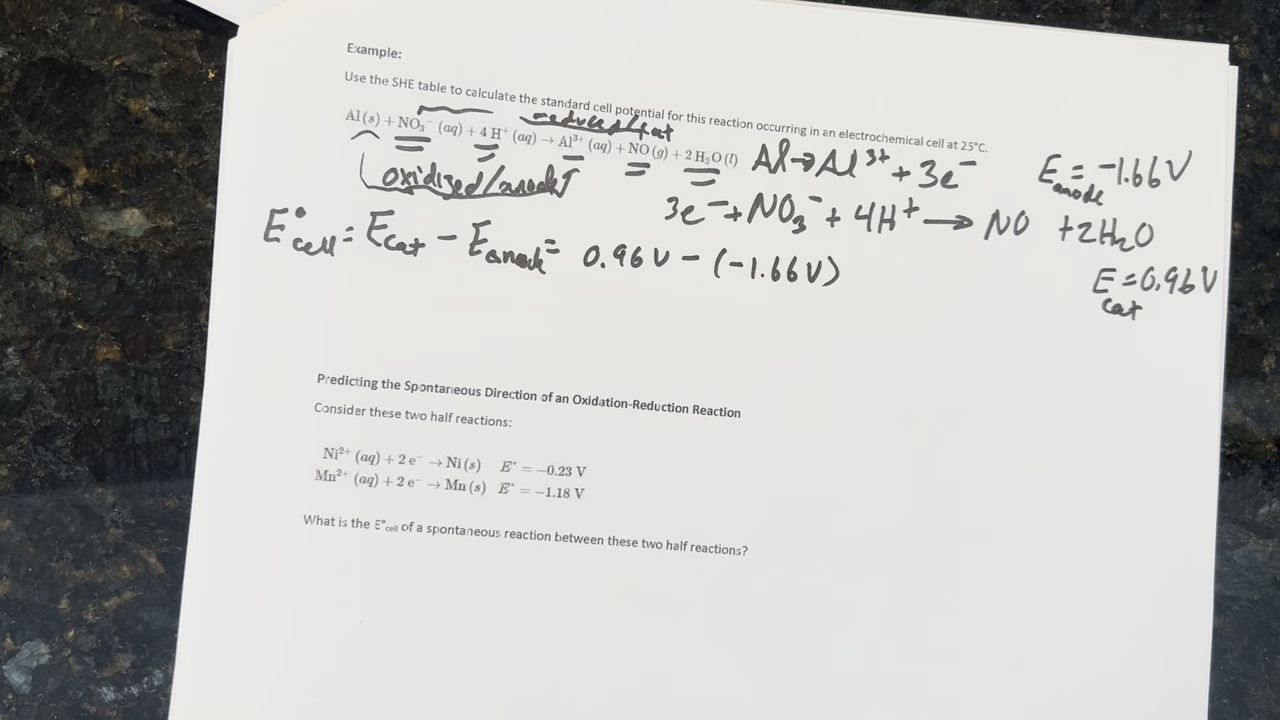 Example:
Use the SHE table to calculate the standard cell potential for this reaction occurring in an electrochemical cell at 25°C.
reduced/cat
Al(s) + NO₃⁻ (aq) + 4 H⁺ (aq) → Al³⁺ (aq) + NO (g) + 2 H₂O (l)
Al → Al³⁺ + 3e⁻
E anode = -1.66 V
oxidized/anode
3e⁻ + NO₃⁻ + 4H⁺ → NO + 2H₂O
E°cell = Ecat - Eanode = 0.96 V - (-1.66 V)
E cat = 0.96 V
Predicting the Spontaneous Direction of an Oxidation-Reduction Reaction
Consider these two half reactions:
Ni²⁺ (aq) + 2 e⁻ → Ni (s) E° = -0.23 V
Mn²⁺ (aq) + 2 e⁻ → Mn (s) E° = -1.18 V
What is the E°cell of a spontaneous reaction between these two half reactions?